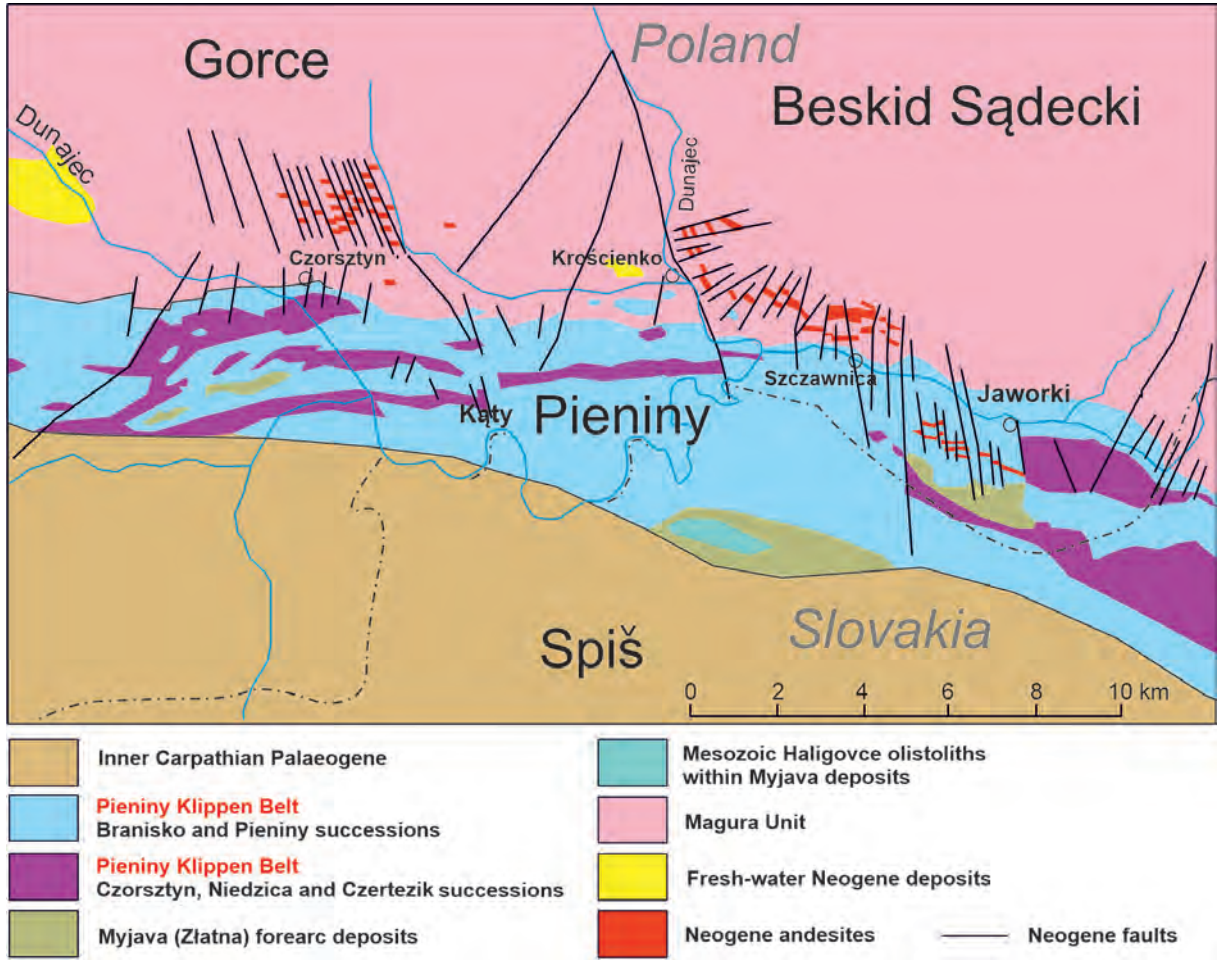 Poland
Gorce
Beskid Sądecki
Dunajec
Dunajec
Czorsztyn
Krościenko
Szczawnica
Jaworki
Kąty
Pieniny
Spiš
Slovakia
0 2 4 6 8 10 km
Inner Carpathian Palaeogene
Pieniny Klippen Belt
Branisko and Pieniny successions
Pieniny Klippen Belt
Czorsztyn, Niedzica and Czertezik successions
Myjava (Złatna) forearc deposits
Mesozoic Haligovce olistoliths
within Myjava deposits
Magura Unit
Fresh-water Neogene deposits
Neogene andesites
Neogene faults